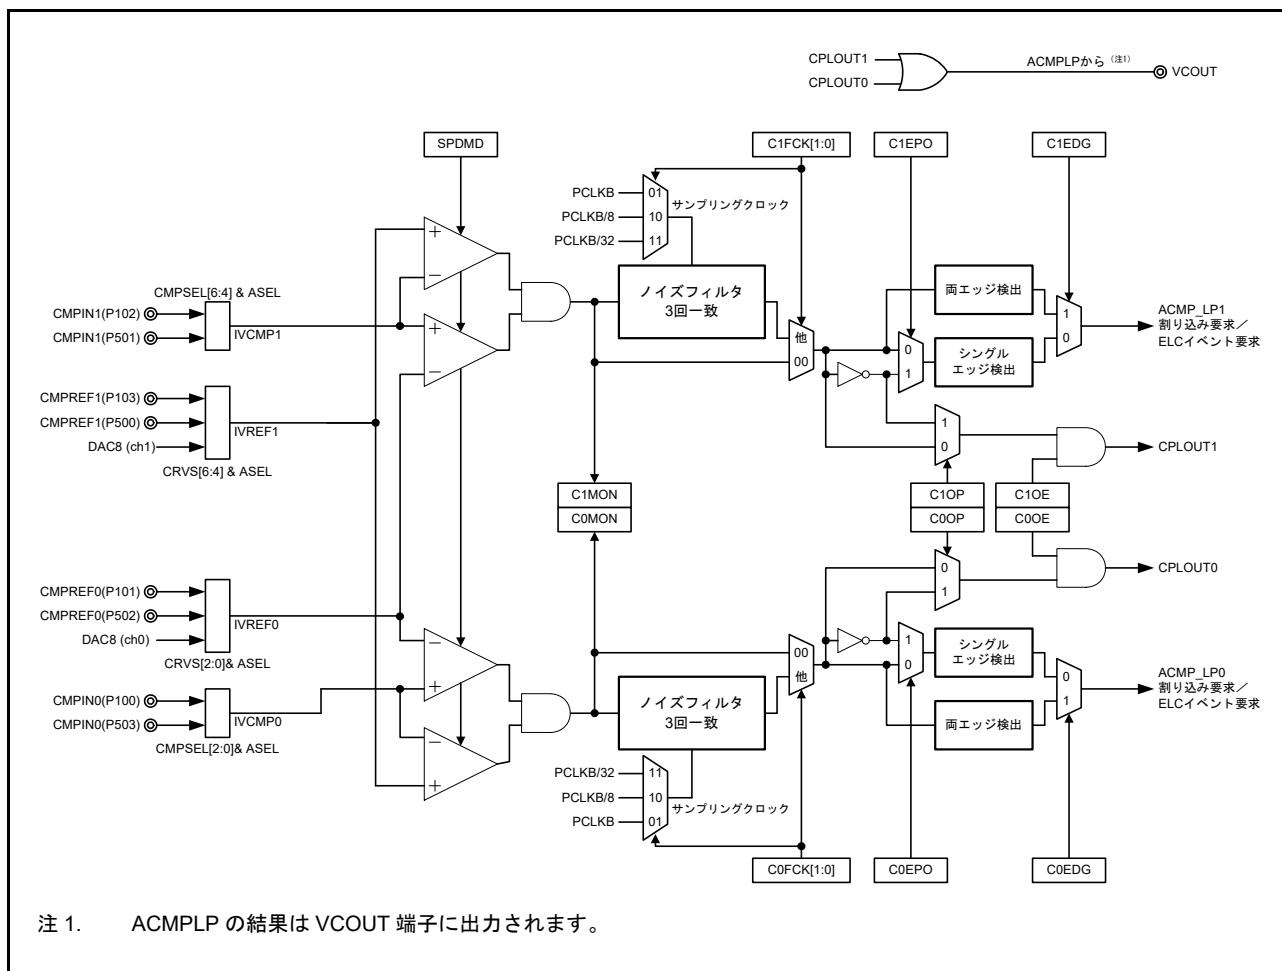 CPLOUT1
CPLOUT0
ACMPLPから (注1)
VCOUT
SPDMD
C1FCK[1:0]
C1EPO
C1EDG
PCLKB
PCLKB/8
PCLKB/32
01
10
11
サンプリングクロック
+
−
+
−
CMPSEL[6:4] & ASEL
CMPIN1(P102)
CMPIN1(P501)
IVCMP1
ノイズフィルタ
3回一致
他
00
0
1
両エッジ検出
シングル
エッジ検出
1
0
ACMP_LP1
割り込み要求／
ELCイベント要求
CMPREF1(P103)
CMPREF1(P500)
DAC8 (ch1)
IVREF1
CRVS[6:4] & ASEL
1
0
CPLOUT1
C1MON
C0MON
C1OP
C0OP
C1OE
C0OE
CMPREF0(P101)
CMPREF0(P502)
DAC8 (ch0)
IVREF0
CRVS[2:0]& ASEL
0
1
CPLOUT0
CMPIN0(P100)
CMPIN0(P503)
IVCMP0
CMPSEL[2:0]& ASEL
−
+
−
+
ノイズフィルタ
3回一致
00
他
1
0
シングル
エッジ検出
両エッジ検出
0
1
ACMP_LP0
割り込み要求／
ELCイベント要求
PCLKB/32
PCLKB/8
PCLKB
11
10
01
サンプリングクロック
C0FCK[1:0]
C0EPO
C0EDG
注 1. ACMPLP の結果は VCOUT 端子に出力されます。